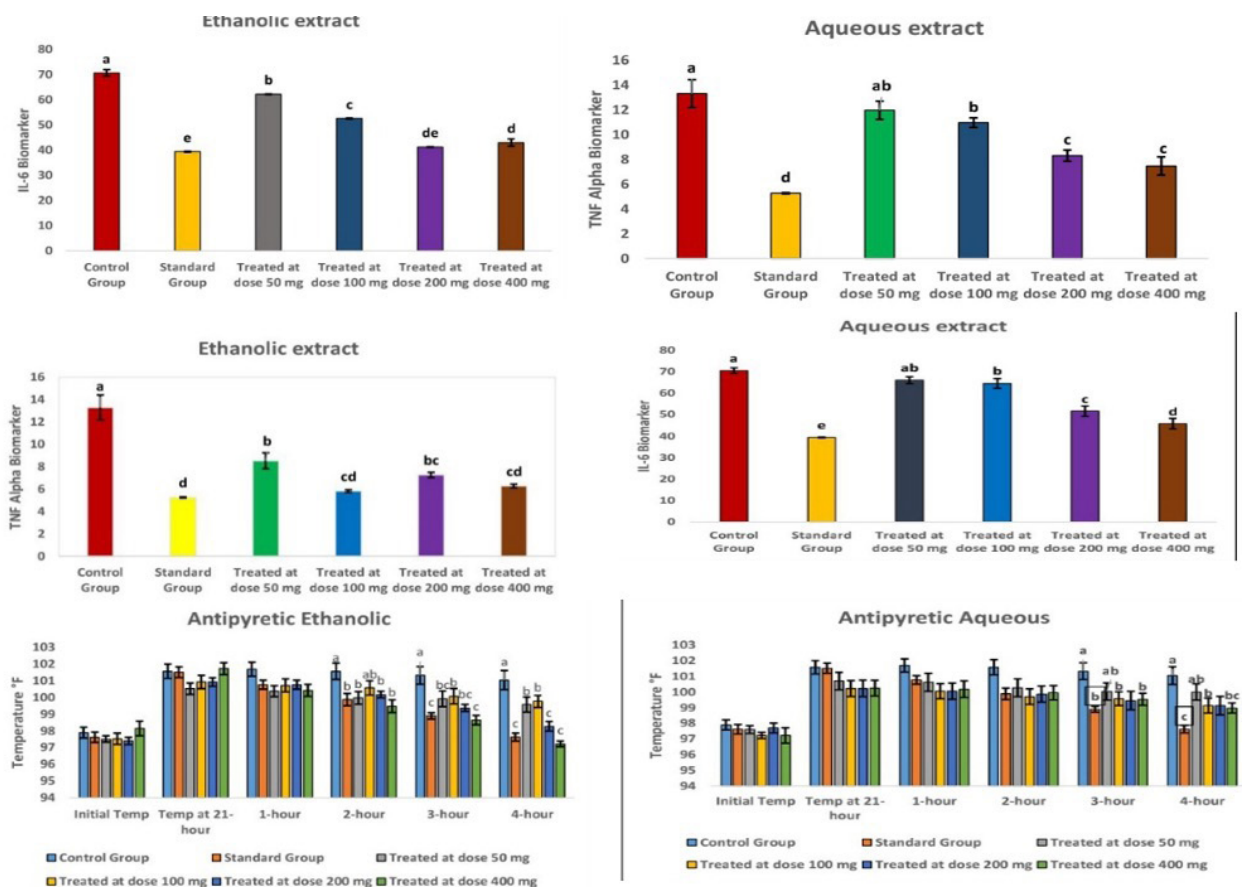 Ethanolic extract
80
70
60
50
40
30
20
10
0
IL-6 Biomarker
a
e
b
c
de
d
Control Group
Standard Group
Treated at dose 50 mg
Treated at dose 100 mg
Treated at dose 200 mg
Treated at dose 400 mg
Aqueous extract
16
14
12
10
8
6
4
2
0
TNF Alpha Biomarker
a
d
ab
b
c
c
Control Group
Standard Group
Treated at dose 50 mg
Treated at dose 100 mg
Treated at dose 200 mg
Treated at dose 400 mg
Ethanolic extract
16
14
12
10
8
6
4
2
0
TNF Alpha Biomarker
a
d
b
cd
bc
cd
Control Group
Standard Group
Treated at dose 50 mg
Treated at dose 100 mg
Treated at dose 200 mg
Treated at dose 400 mg
Aqueous extract
80
70
60
50
40
30
20
10
0
IL-6 Biomarker
a
e
ab
b
c
d
Control Group
Standard Group
Treated at dose 50 mg
Treated at dose 100 mg
Treated at dose 200 mg
Treated at dose 400 mg
Antipyretic Ethanolic
103
102
101
100
99
98
97
96
95
94
Temperature °F
a
b
b
ab
b
b
a
c
bc
b
bc
c
a
c
b
b
c
c
Initial Temp
Temp at 21-hour
1-hour
2-hour
3-hour
4-hour
Control Group
Standard Group
Treated at dose 50 mg
Treated at dose 100 mg
Treated at dose 200 mg
Treated at dose 400 mg
Antipyretic Aqueous
103
102
101
100
99
98
97
96
95
94
Temperature °F
a
b
ab
b
b
b
a
c
ab
b
b
bc
Initial Temp
Temp at 21-hour
1-hour
2-hour
3-hour
4-hour
Control Group
Standard Group
Treated at dose 50 mg
Treated at dose 100 mg
Treated at dose 200 mg
Treated at dose 400 mg